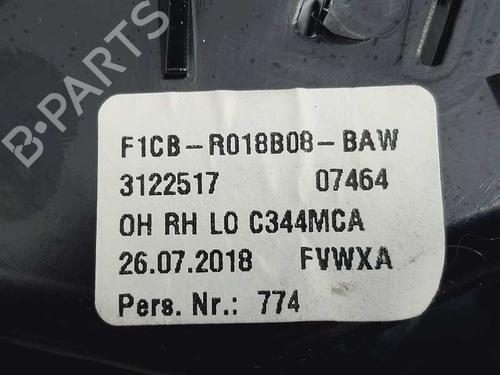 B-PARTS
F1CB-R018B08-BAW
3122517 07464
OH RH LO C344MCA
26.07.2018 FVWXA
Pers. Nr.: 774